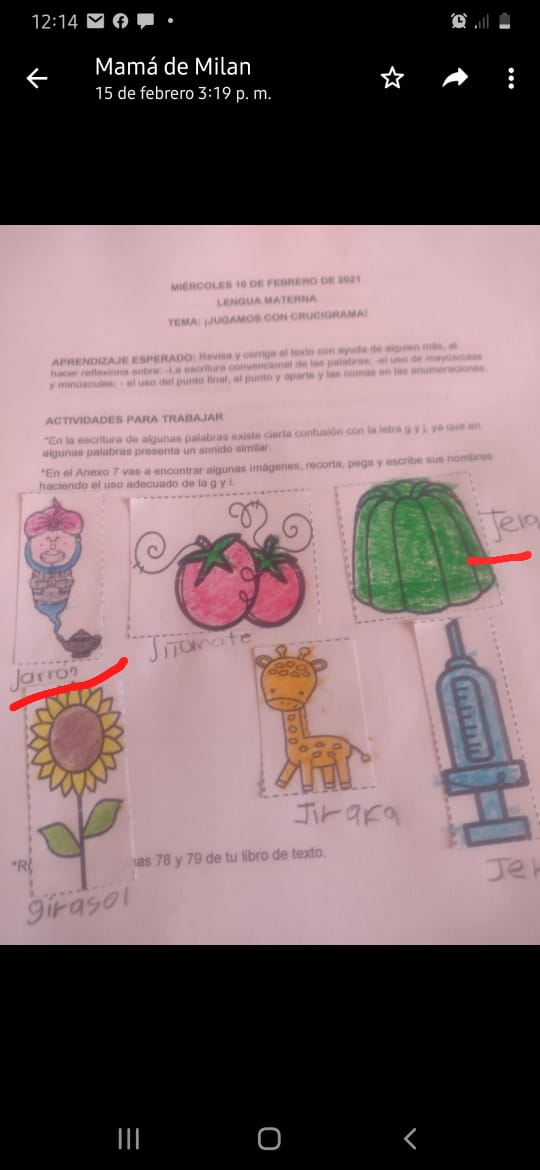 12:14
Mamá de Milan
15 de febrero 3:19 p. m.
MIÉRCOLES 10 DE FEBRERO DE 2021
LENGUA MATERNA
TEMA: ¡JUGAMOS CON CRUCIGRAMA!
APRENDIZAJE ESPERADO: Revisa y corrige el texto con ayuda de alguien más, al
hacer reflexiona sobre: -La escritura convencional de las palabras; -el uso de mayúsculas
y minúsculas; - el uso del punto final, el punto y aparte y las comas en las enumeraciones.
ACTIVIDADES PARA TRABAJAR
*En la escritura de algunas palabras existe cierta confusión con la letra g y j, ya que en
algunas palabras presenta un sonido similar.
*En el Anexo 7 vas a encontrar algunas imágenes, recorta, pega y escribe sus nombres
haciendo el uso adecuado de la g y j.
Jarrón
Jitomate
Jirafa
*R
nas 78 y 79 de tu libro de texto.
girasol